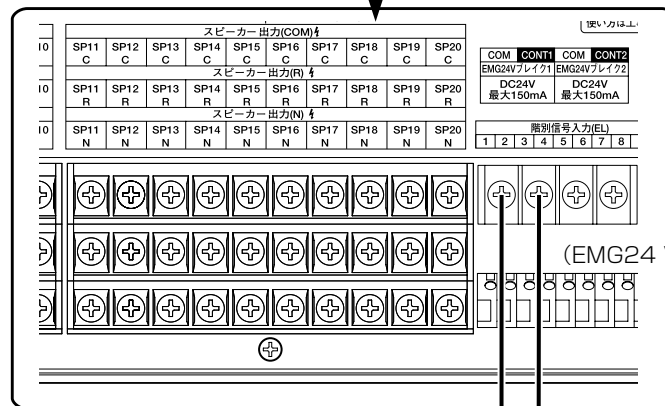 使い方は上
スピーカー出力(COM)
10 SP11 SP12 SP13 SP14 SP15 SP16 SP17 SP18 SP19 SP20
C C C C C C C C C C
スピーカー出力(R)
10 SP11 SP12 SP13 SP14 SP15 SP16 SP17 SP18 SP19 SP20
R R R R R R R R R R
スピーカー出力(N)
10 SP11 SP12 SP13 SP14 SP15 SP16 SP17 SP18 SP19 SP20
N N N N N N N N N N
COM CONT1 COM CONT2
EMG24Vブレイク1 EMG24Vブレイク2
DC24V DC24V
最大150mA 最大150mA
階別信号入力(EL)
1 2 3 4 5 6 7 8
(EMG24